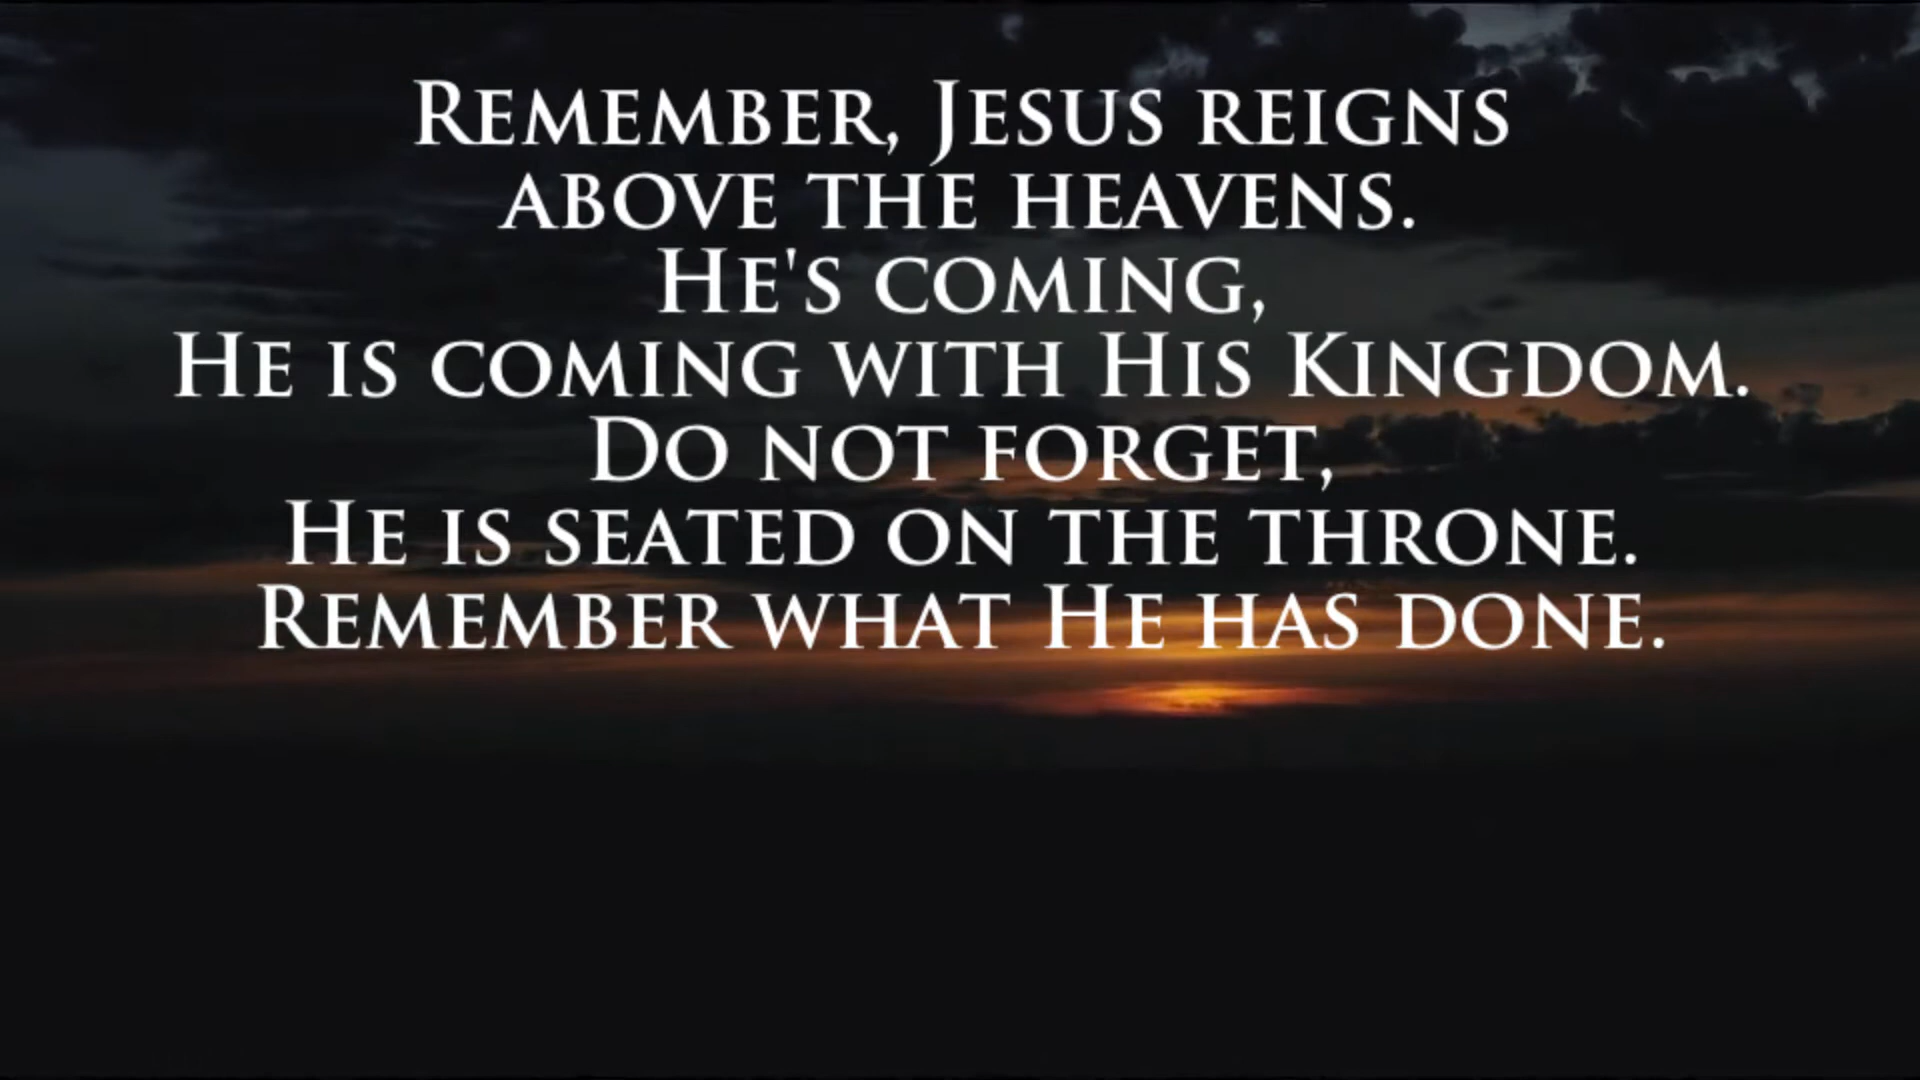 Remember, Jesus reigns
above the heavens.
He's coming,
He is coming with His Kingdom.
Do not forget,
He is seated on the throne.
Remember what He has done.